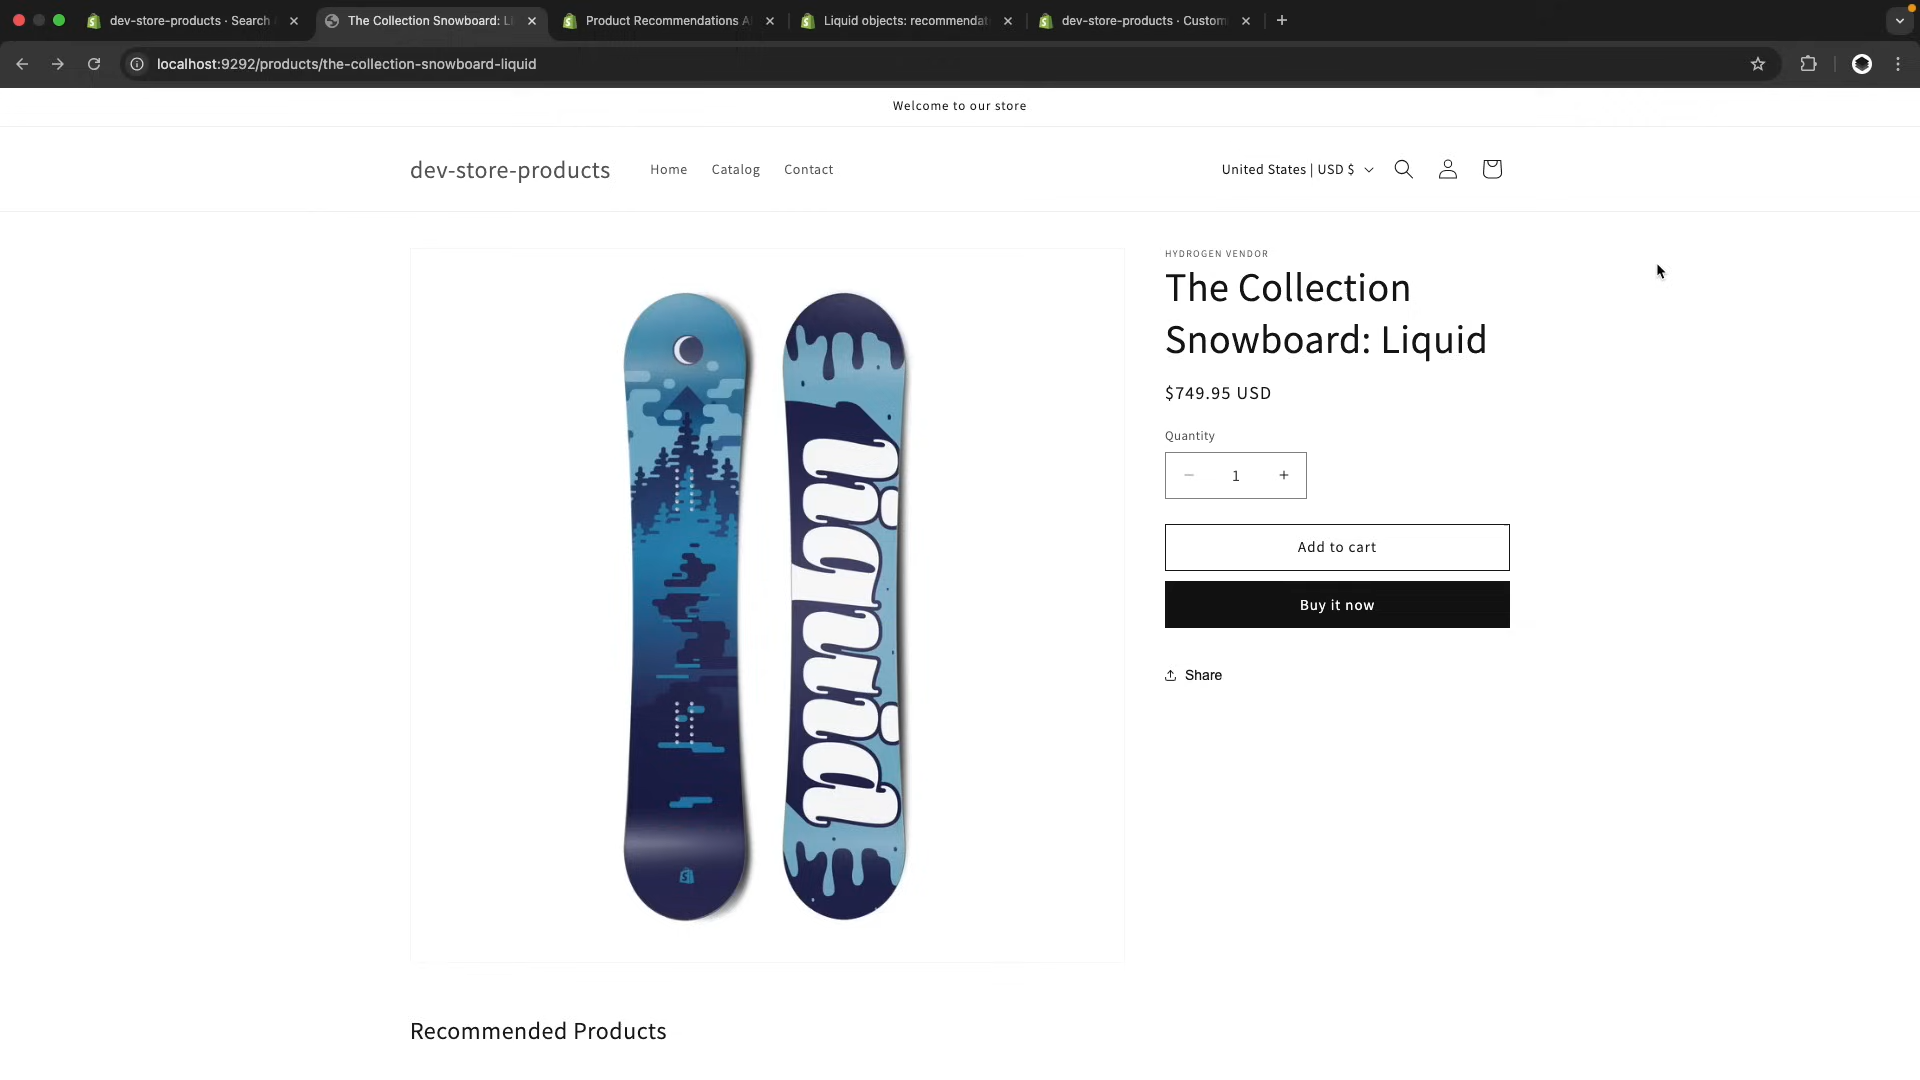 dev-store-products · Search
The Collection Snowboard: Li
Product Recommendations A
Liquid objects: recommendat
dev-store-products · Custom
localhost:9292/products/the-collection-snowboard-liquid
Welcome to our store
dev-store-products
Home
Catalog
Contact
United States | USD $
HYDROGEN VENDOR
The Collection
Snowboard: Liquid
$749.95 USD
Quantity
− 1 +
Add to cart
Buy it now
Share
liquid
Recommended Products